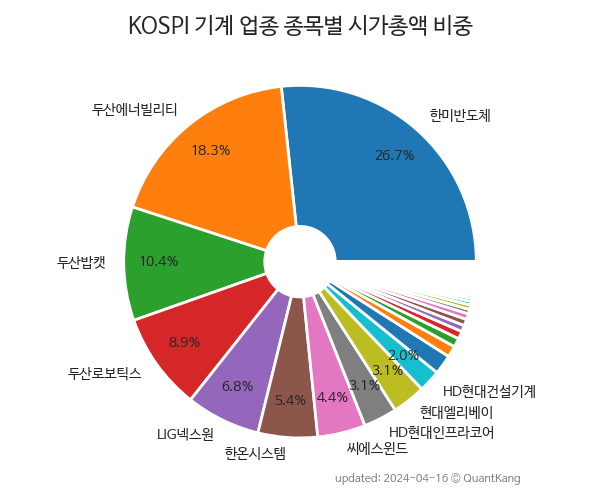 KOSPI 기계 업종 종목별 시가총액 비중
한미반도체
26.7%
두산에너빌리티
18.3%
두산밥캣
10.4%
두산로보틱스
8.9%
LIG넥스원
6.8%
한온시스템
5.4%
씨에스윈드
4.4%
HD현대인프라코어
3.1%
현대엘리베이
3.1%
HD현대건설기계
2.0%
updated: 2024-04-16 © QuantKang